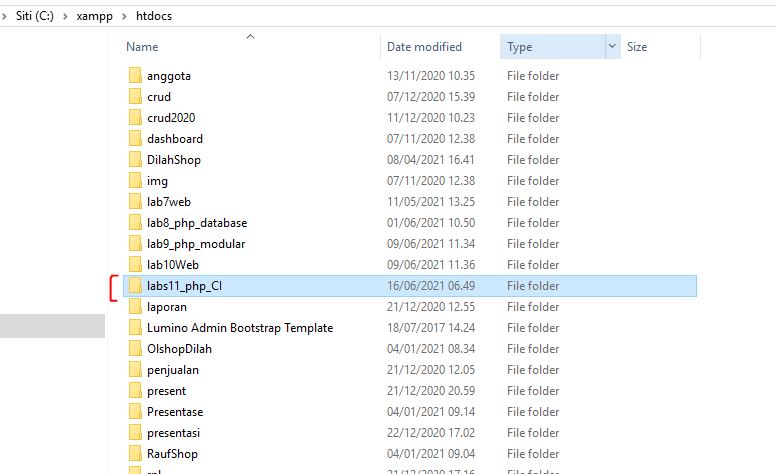 Siti (C:) > xampp > htdocs
Name Date modified Type Size
anggota 13/11/2020 10.35 File folder
crud 07/12/2020 15.39 File folder
crud2020 11/12/2020 10.23 File folder
dashboard 07/11/2020 12.38 File folder
DilahShop 08/04/2021 16.41 File folder
img 07/11/2020 12.38 File folder
lab7web 11/05/2021 13.25 File folder
lab8_php_database 01/06/2021 10.50 File folder
lab9_php_modular 09/06/2021 11.34 File folder
lab10Web 09/06/2021 11.36 File folder
labs11_php_CI 16/06/2021 06.49 File folder
laporan 21/12/2020 12.55 File folder
Lumino Admin Bootstrap Template 18/07/2017 14.24 File folder
OlshopDilah 04/01/2021 08.34 File folder
penjualan 21/12/2020 12.05 File folder
present 21/12/2020 20.59 File folder
Presentase 04/01/2021 09.14 File folder
presentasi 22/12/2020 17.02 File folder
RaufShop 04/01/2021 09.04 File folder